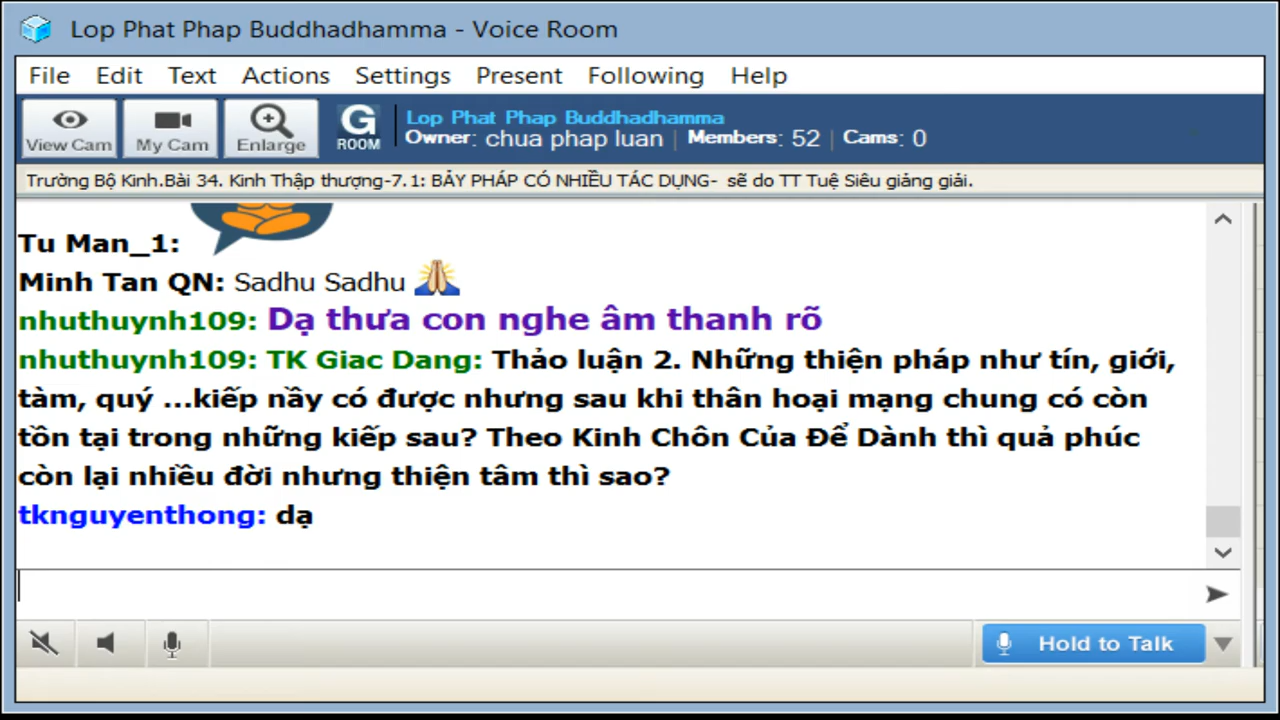 Lop Phat Phap Buddhadhamma - Voice Room
File Edit Text Actions Settings Present Following Help
View Cam My Cam Enlarge G ROOM
Lop Phat Phap Buddhadhamma
Owner: chua phap luan | Members: 52 | Cams: 0
Trường Bộ Kinh.Bài 34. Kinh Thập thượng-7.1: BẢY PHÁP CÓ NHIỀU TÁC DỤNG- sẽ do TT Tuệ Siêu giảng giải.
Tu Man_1:
Minh Tan QN: Sadhu Sadhu
nhuthuynh109: Dạ thưa con nghe âm thanh rõ
nhuthuynh109: TK Giac Dang: Thảo luận 2. Những thiện pháp như tín, giới,
tàm, quý ...kiếp nầy có được nhưng sau khi thân hoại mạng chung có còn
tồn tại trong những kiếp sau? Theo Kinh Chôn Của Để Dành thì quả phúc
còn lại nhiều đời nhưng thiện tâm thì sao?
tknguyenthong: dạ
Hold to Talk